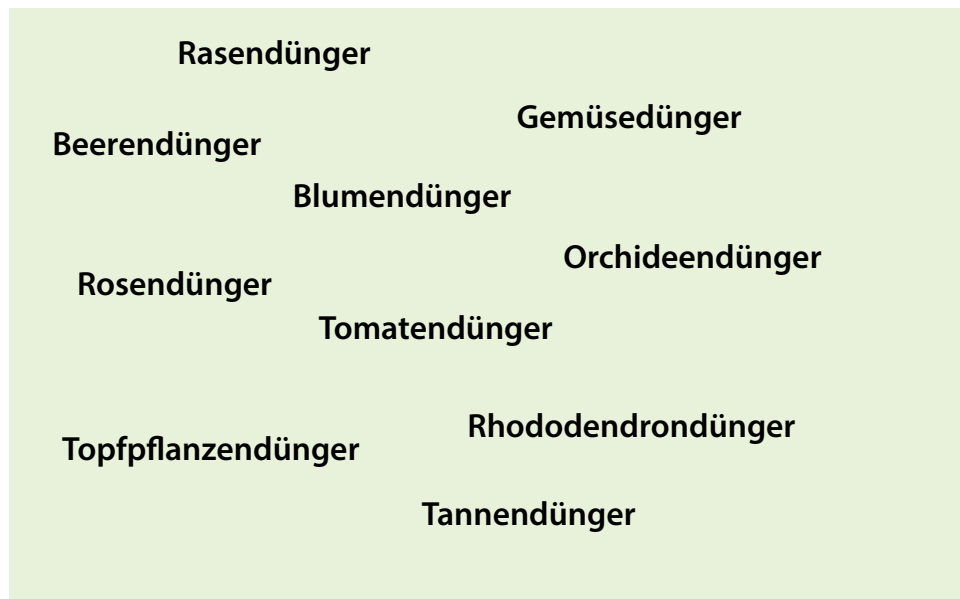 Rasendünger
Gemüsedünger
Beerendünger
Blumendünger
Orchideendünger
Rosendünger
Tomatendünger
Rhododendrondünger
Topfpflanzendünger
Tannendünger